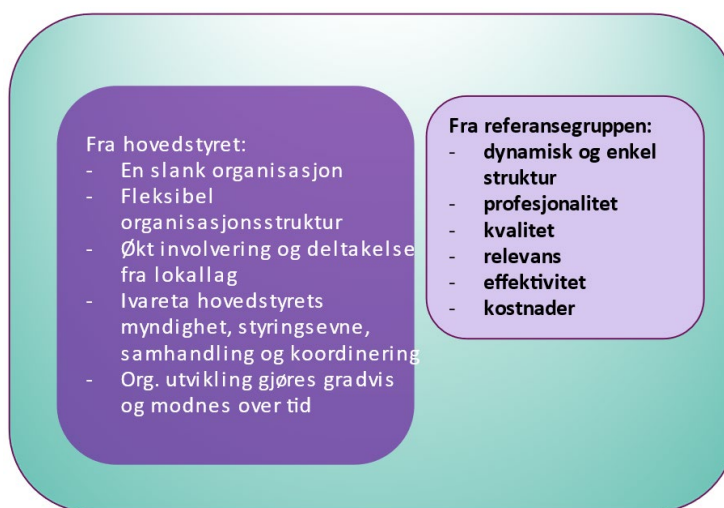 Fra hovedstyret:
- En slank organisasjon
- Fleksibel
organisasjonsstruktur
- Økt involvering og deltakelse
fra lokallag
- Ivareta hovedstyrets
myndighet, styringsevne,
samhandling og koordinering
- Org. utvikling gjøres gradvis
og modnes over tid
Fra referansegruppen:
- dynamisk og enkel
struktur
- profesjonalitet
- kvalitet
- relevans
- effektivitet
- kostnader